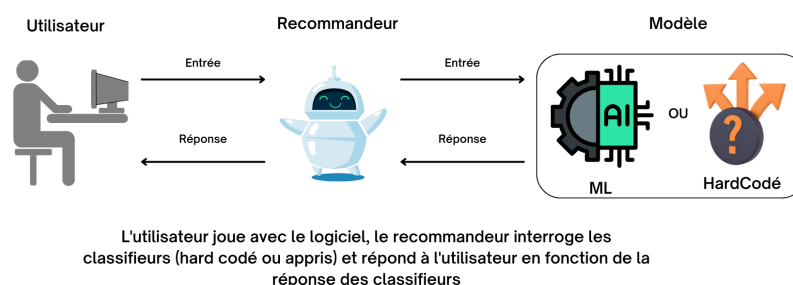 Utilisateur
Recommandeur
Modèle
Entrée
Entrée
Réponse
Réponse
AI
OU
?
ML
HardCodé
L'utilisateur joue avec le logiciel, le recommandeur interroge les
classifieurs (hard codé ou appris) et répond à l'utilisateur en fonction de la
réponse des classifieurs